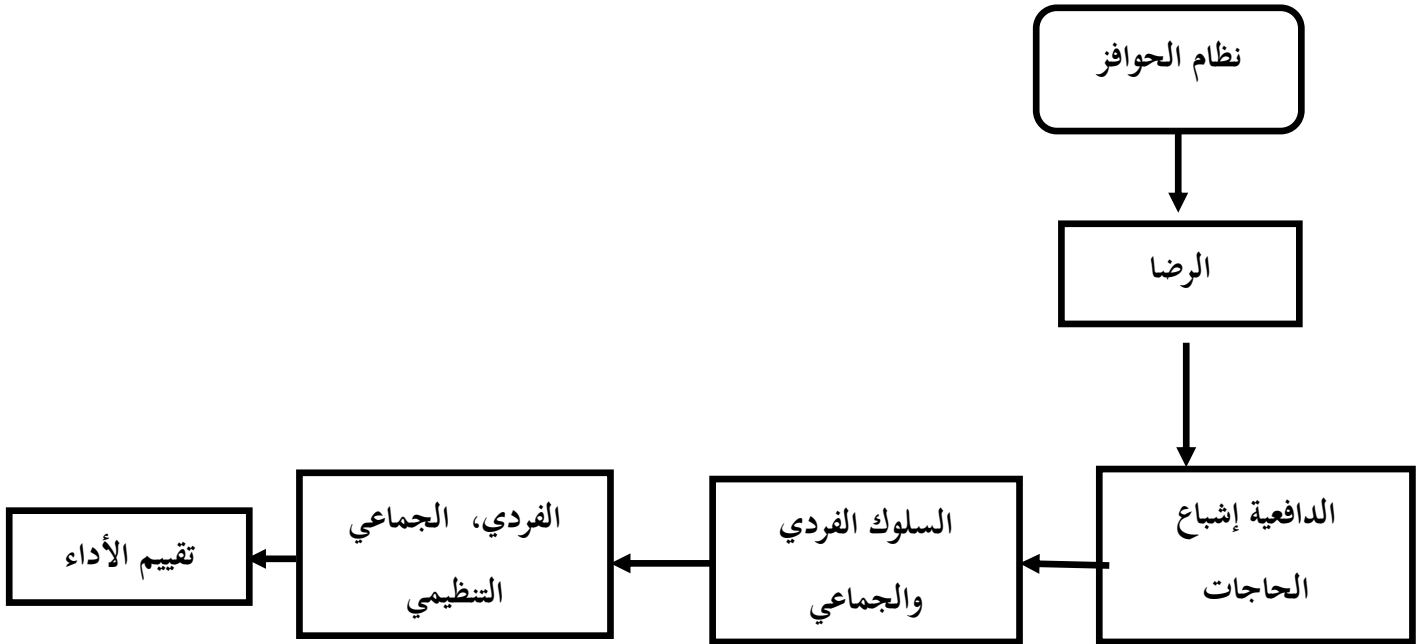 نظام الحوافز
الرضا
الدافعية إشباع
الحاجات
السلوك الفردي
والجماعي
الفردي، الجماعي
التنظيمي
تقييم الأداء